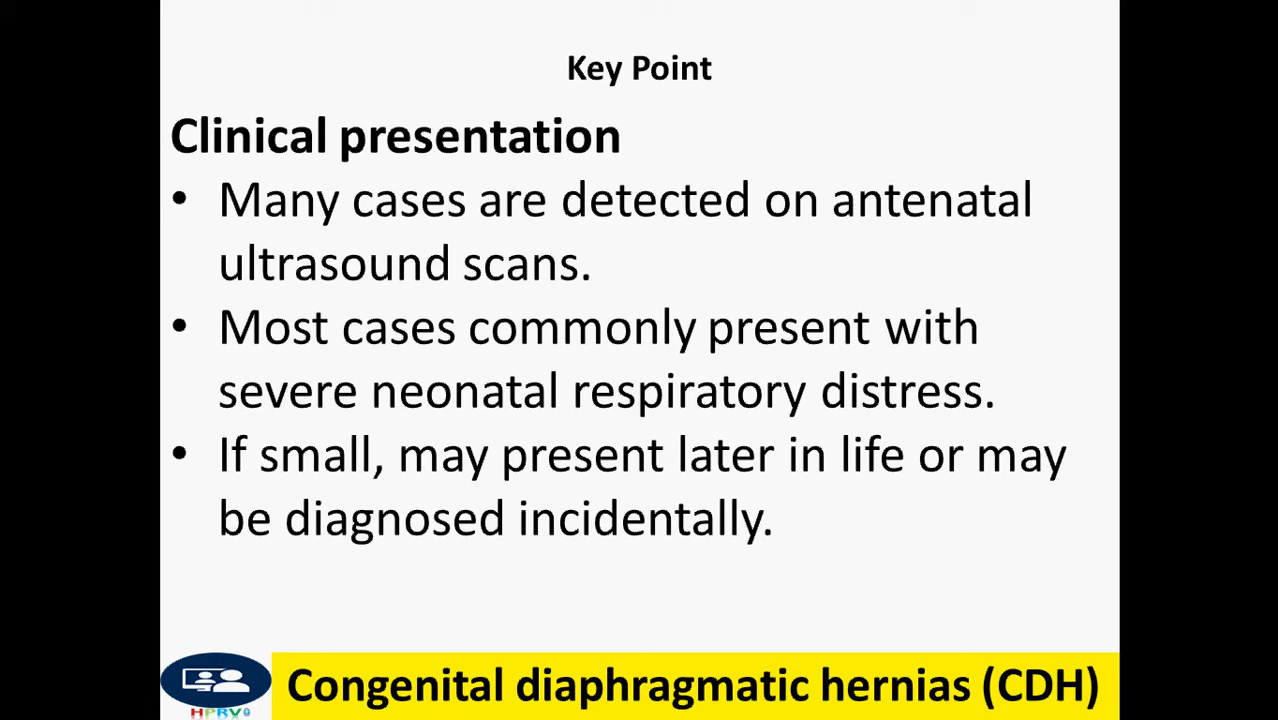 Key Point
Clinical presentation
• Many cases are detected on antenatal
ultrasound scans.
• Most cases commonly present with
severe neonatal respiratory distress.
• If small, may present later in life or may
be diagnosed incidentally.
Congenital diaphragmatic hernias (CDH)